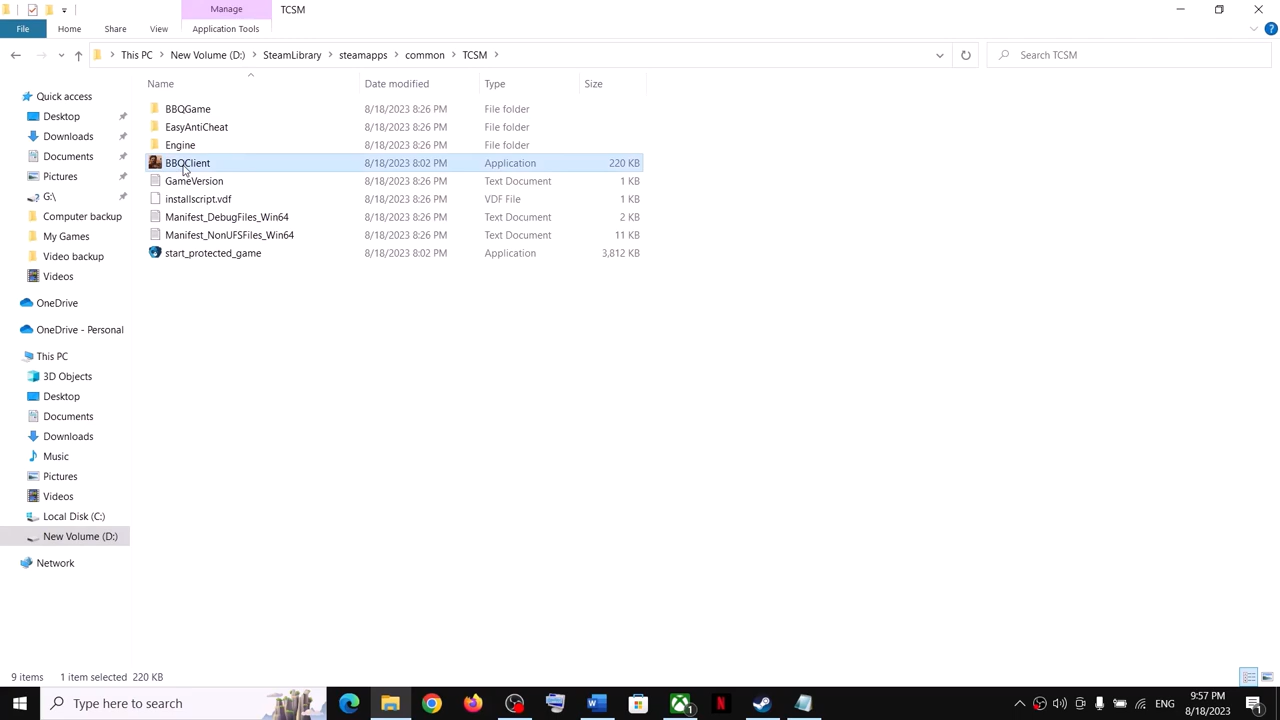 Manage
TCSM
File
Home
Share
View
Application Tools
This PC
New Volume (D:)
SteamLibrary
steamapps
common
TCSM
Search TCSM
Name
Date modified
Type
Size
Quick access
Desktop
Downloads
Documents
Pictures
G:\
Computer backup
My Games
Video backup
Videos
OneDrive
OneDrive - Personal
This PC
3D Objects
Desktop
Documents
Downloads
Music
Pictures
Videos
Local Disk (C:)
New Volume (D:)
Network
BBQGame 8/18/2023 8:26 PM File folder
EasyAntiCheat 8/18/2023 8:26 PM File folder
Engine 8/18/2023 8:26 PM File folder
BBQClient 8/18/2023 8:02 PM Application 220 KB
GameVersion 8/18/2023 8:26 PM Text Document 1 KB
installscript.vdf 8/18/2023 8:26 PM VDF File 1 KB
Manifest_DebugFiles_Win64 8/18/2023 8:26 PM Text Document 2 KB
Manifest_NonUFSFiles_Win64 8/18/2023 8:26 PM Text Document 11 KB
start_protected_game 8/18/2023 8:02 PM Application 3,812 KB
9 items 1 item selected 220 KB
Type here to search
1
ENG
9:57 PM
8/18/2023
1